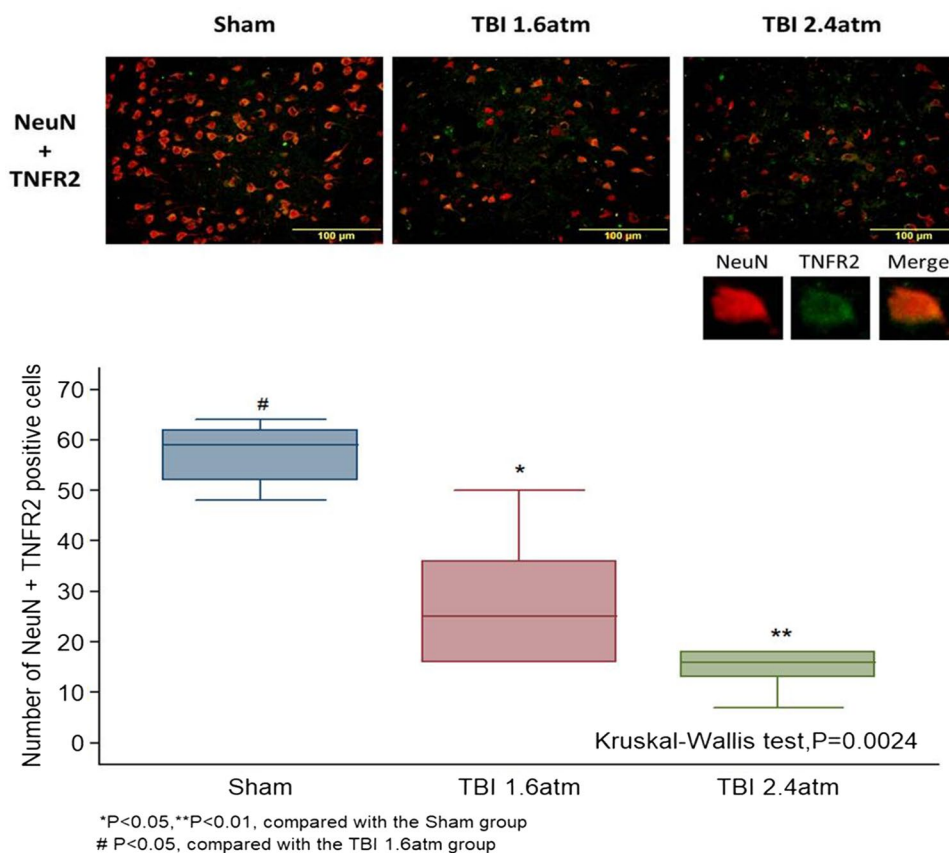 Sham TBI 1.6atm TBI 2.4atm
NeuN
+
TNFR2
100 µm 100 µm 100 µm
NeuN TNFR2 Merge
Number of NeuN + TNFR2 positive cells
70
60
50
40
30
20
10
0
#
*
**
Kruskal-Wallis test,P=0.0024
Sham TBI 1.6atm TBI 2.4atm
*P<0.05,**P<0.01, compared with the Sham group
# P<0.05, compared with the TBI 1.6atm group